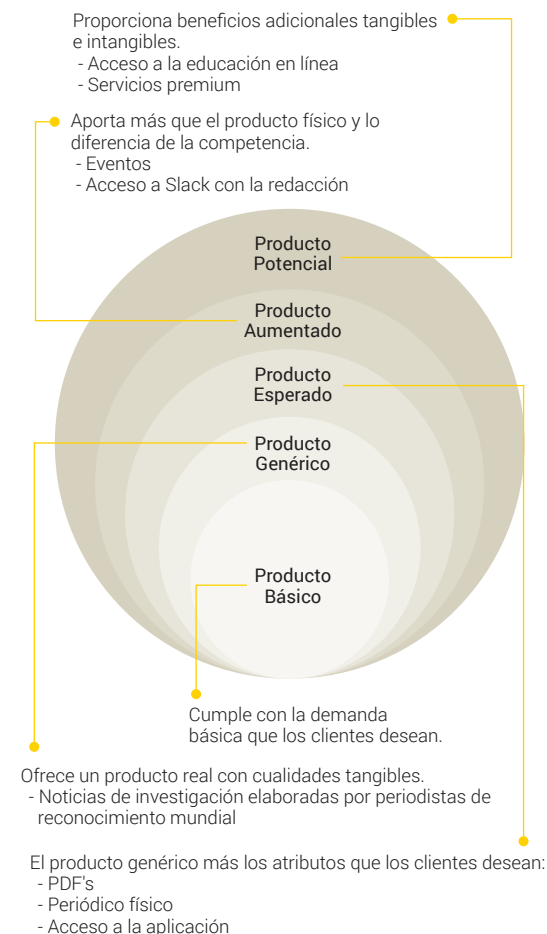 Proporciona beneficios adicionales tangibles
e intangibles.
- Acceso a la educación en línea
- Servicios premium
Aporta más que el producto físico y lo
diferencia de la competencia.
- Eventos
- Acceso a Slack con la redacción
Producto
Potencial
Producto
Aumentado
Producto
Esperado
Producto
Genérico
Producto
Básico
Cumple con la demanda
básica que los clientes desean.
Ofrece un producto real con cualidades tangibles.
- Noticias de investigación elaboradas por periodistas de
reconocimiento mundial
El producto genérico más los atributos que los clientes desean:
- PDF's
- Periódico físico
- Acceso a la aplicación